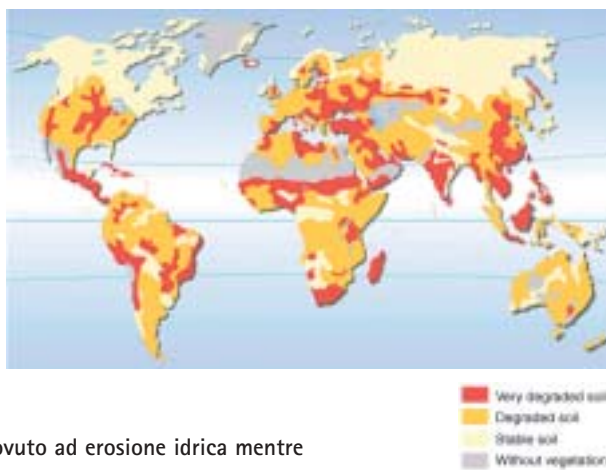 Very degraded soil
Degraded soil
Stable soil
Without vegetation
ovuto ad erosione idrica mentre